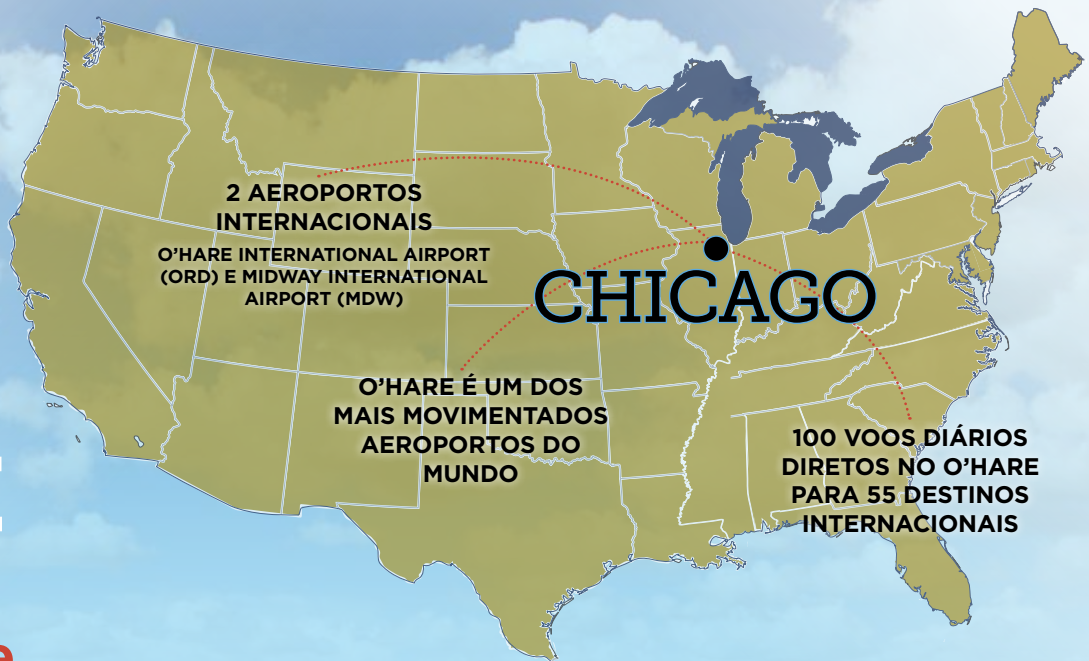 2 AEROPORTOS
INTERNACIONAIS
O'HARE INTERNATIONAL AIRPORT
(ORD) E MIDWAY INTERNATIONAL
AIRPORT (MDW)
CHICAGO
O'HARE É UM DOS
MAIS MOVIMENTADOS
AEROPORTOS DO
MUNDO
100 VOOS DIÁRIOS
DIRETOS NO O'HARE
PARA 55 DESTINOS
INTERNACIONAIS